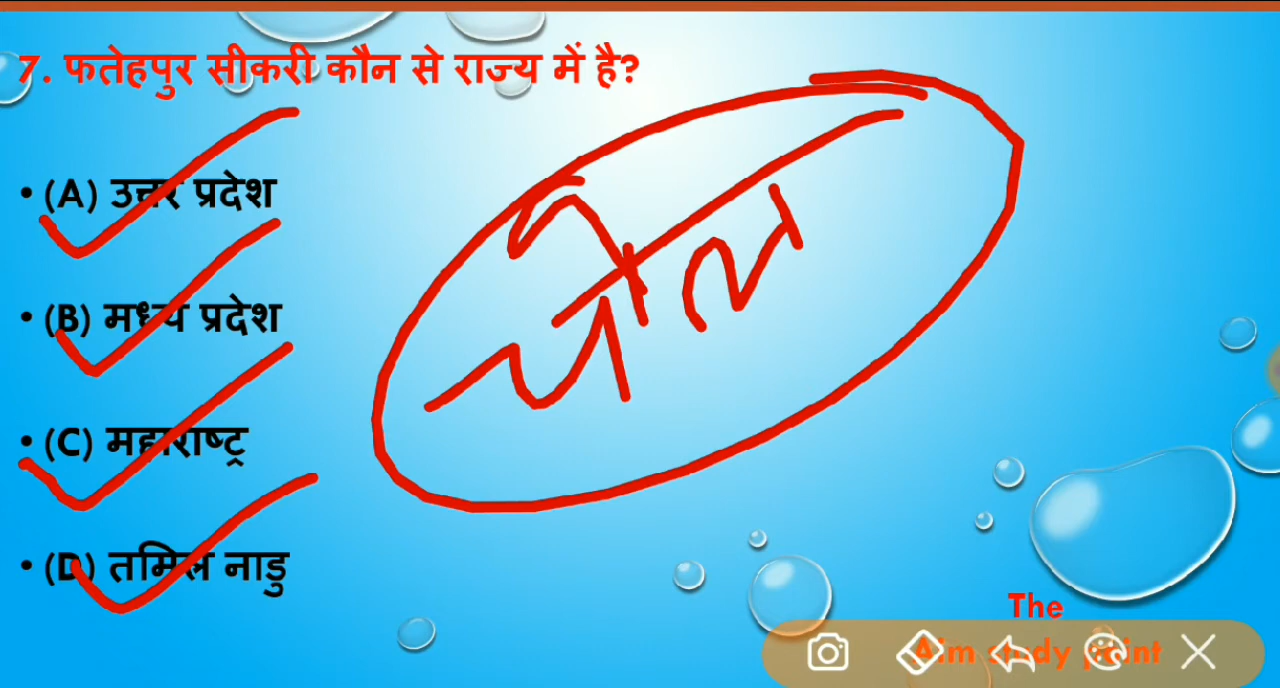 7. फतेहपुर सीकरी कौन से राज्य में है?
• (A) उत्तर प्रदेश
• (B) मध्य प्रदेश
• (C) महाराष्ट्र
• (D) तमिल नाडु
The
Aim study point